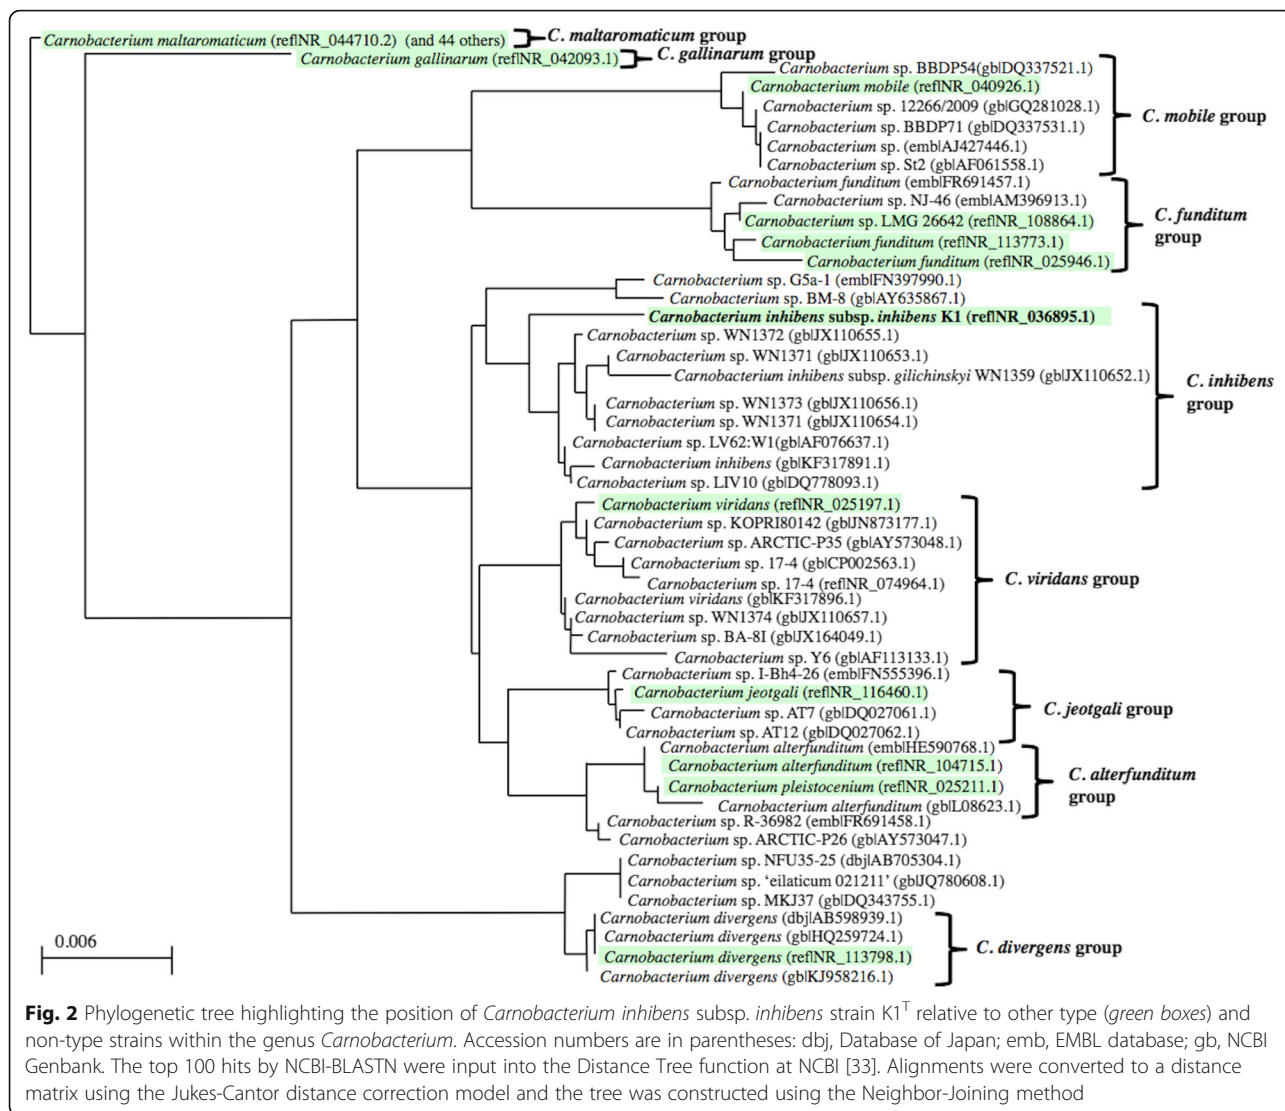 Carnobacterium maltaromaticum (ref|NR_044710.2) (and 44 others)
C. maltaromaticum group
Carnobacterium gallinarum (ref|NR_042093.1)
C. gallinarum group
Carnobacterium sp. BBDP54(gb|DQ337521.1)
Carnobacterium mobile (ref|NR_040926.1)
Carnobacterium sp. 12266/2009 (gb|GQ281028.1)
Carnobacterium sp. BBDP71 (gb|DQ337531.1)
Carnobacterium sp. (emb|AJ427446.1)
Carnobacterium sp. St2 (gb|AF061558.1)
C. mobile group
Carnobacterium funditum (emb|FR691457.1)
Carnobacterium sp. NJ-46 (emb|AM396913.1)
Carnobacterium sp. LMG 26642 (ref|NR_108864.1)
Carnobacterium funditum (ref|NR_113773.1)
Carnobacterium funditum (ref|NR_025946.1)
C. funditum
group
Carnobacterium sp. G5a-1 (emb|FN397990.1)
Carnobacterium sp. BM-8 (gb|AY635867.1)
Carnobacterium inhibens subsp. inhibens K1 (ref|NR_036895.1)
Carnobacterium sp. WN1372 (gb|JX110655.1)
Carnobacterium sp. WN1371 (gb|JX110653.1)
Carnobacterium inhibens subsp. gilichinskyi WN1359 (gb|JX110652.1)
Carnobacterium sp. WN1373 (gb|JX110656.1)
Carnobacterium sp. WN1371 (gb|JX110654.1)
Carnobacterium sp. LV62:W1(gb|AF076637.1)
Carnobacterium inhibens (gb|KF317891.1)
Carnobacterium sp. LIV10 (gb|DQ778093.1)
C. inhibens
group
Carnobacterium viridans (ref|NR_025197.1)
Carnobacterium sp. KOPRI80142 (gb|JN873177.1)
Carnobacterium sp. ARCTIC-P35 (gb|AY573048.1)
Carnobacterium sp. 17-4 (gb|CP002563.1)
Carnobacterium sp. 17-4 (ref|NR_074964.1)
Carnobacterium viridans (gb|KF317896.1)
Carnobacterium sp. WN1374 (gb|JX110657.1)
Carnobacterium sp. BA-8I (gb|JX164049.1)
Carnobacterium sp. Y6 (gb|AF113133.1)
C. viridans group
Carnobacterium sp. I-Bh4-26 (emb|FN555396.1)
Carnobacterium jeotgali (ref|NR_116460.1)
Carnobacterium sp. AT7 (gb|DQ027061.1)
Carnobacterium sp. AT12 (gb|DQ027062.1)
C. jeotgali group
Carnobacterium alterfunditum (emb|HE590768.1)
Carnobacterium alterfunditum (ref|NR_104715.1)
Carnobacterium pleistocenium (ref|NR_025211.1)
Carnobacterium alterfunditum (gb|L08623.1)
C. alterfunditum
group
Carnobacterium sp. R-36982 (emb|FR691458.1)
Carnobacterium sp. ARCTIC-P26 (gb|AY573047.1)
Carnobacterium sp. NFU35-25 (dbj|AB705304.1)
Carnobacterium sp. ‘eilaticum 021211’ (gb|JQ780608.1)
Carnobacterium sp. MKJ37 (gb|DQ343755.1)
Carnobacterium divergens (dbj|AB598939.1)
Carnobacterium divergens (gb|HQ259724.1)
Carnobacterium divergens (ref|NR_113798.1)
Carnobacterium divergens (gb|KJ958216.1)
C. divergens group
0.006
Fig. 2 Phylogenetic tree highlighting the position of Carnobacterium inhibens subsp. inhibens strain K1T relative to other type (green boxes) and
non-type strains within the genus Carnobacterium. Accession numbers are in parentheses: dbj, Database of Japan; emb, EMBL database; gb, NCBI
Genbank. The top 100 hits by NCBI-BLASTN were input into the Distance Tree function at NCBI [33]. Alignments were converted to a distance
matrix using the Jukes-Cantor distance correction model and the tree was constructed using the Neighbor-Joining method